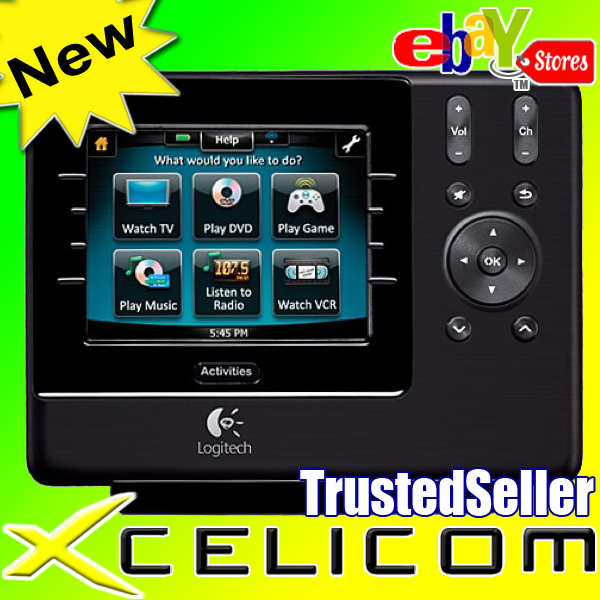 New
ebay Stores
TM
Help
What would you like to do?
Watch TV
Play DVD
Play Game
Play Music
Listen to Radio
Watch VCR
DVD
107.5
5:45 PM
Activities
Logitech
+ +
Vol Ch
- -
OK
TrustedSeller
XCELICOM